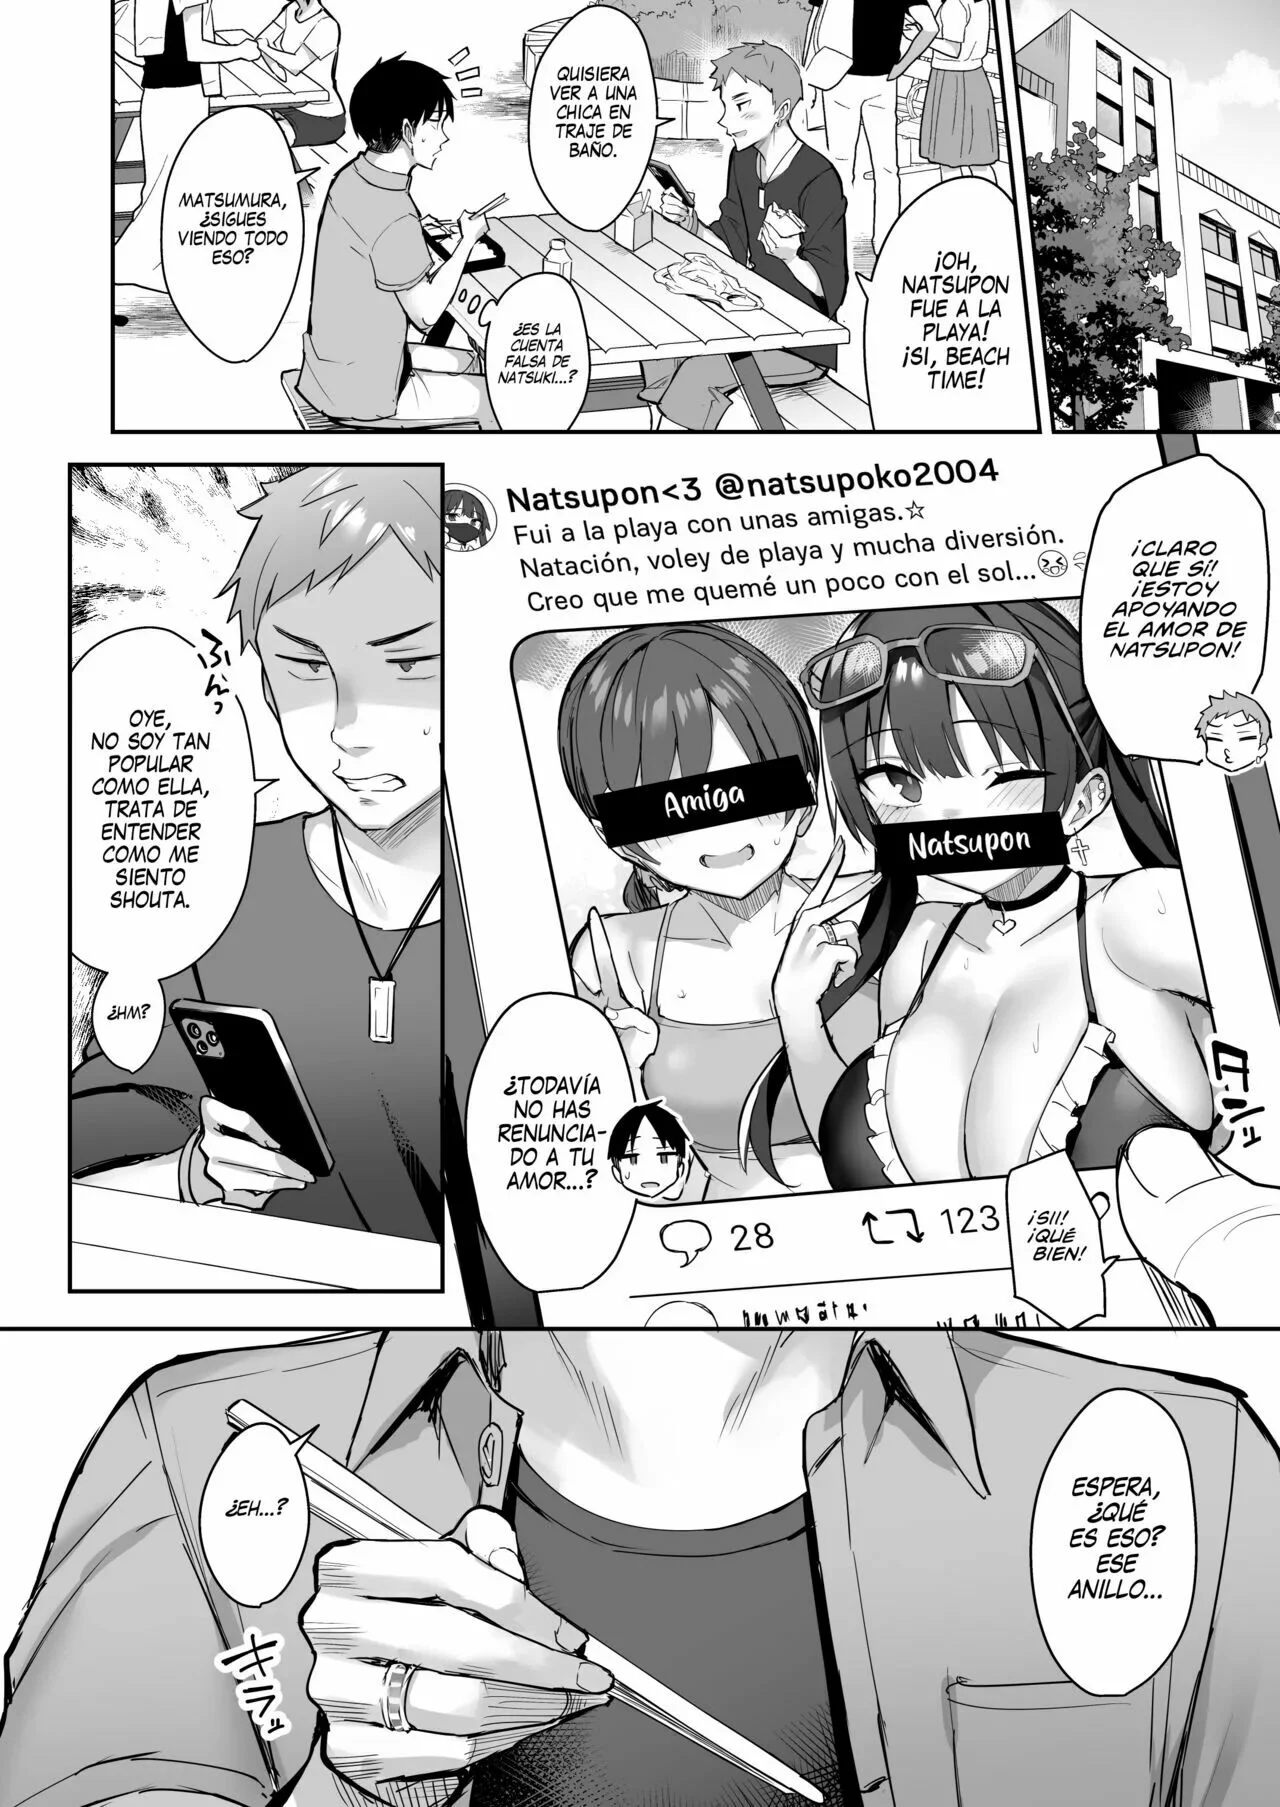 ¡OH,
NATSUPON
FUE A LA
PLAYA!
¡SI, BEACH
TIME!
QUISIERA
VER A UNA
CHICA EN
TRAJE DE
BAÑO.
MATSUMURA,
¿SIGUES
VIENDO TODO
ESO?
¿ES LA
CUENTA
FALSA DE
NATSUKI...?
Natsupon<3 @natsupoko2004
Fui a la playa con unas amigas.☆
Natación, voley de playa y mucha diversión.
Creo que me quemé un poco con el sol...
¡CLARO
QUE SÍ!
¡ESTOY
APOYANDO
EL AMOR DE
NATSUPON!
Amiga
Natsupon
ドンッ
¿TODAVÍA
NO HAS
RENUNCIA-
DO A TU
AMOR...?
¡SII!
¡QUÉ
BIEN!
28
123
ふんっ
OYE,
NO SOY TAN
POPULAR
COMO ELLA,
TRATA DE
ENTENDER
COMO ME
SIENTO
SHOUTA.
¿HM?
ESPERA,
¿QUÉ
ES ESO?
ESE
ANILLO...
¿EH...?
キラッ